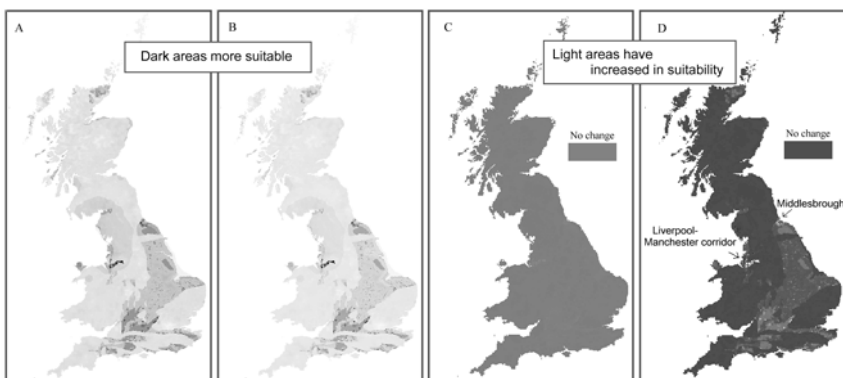 A
B
C
D
Dark areas more suitable
Light areas have
increased in suitability
No change
No change
Middlesbrough
Liverpool-
Manchester corridor